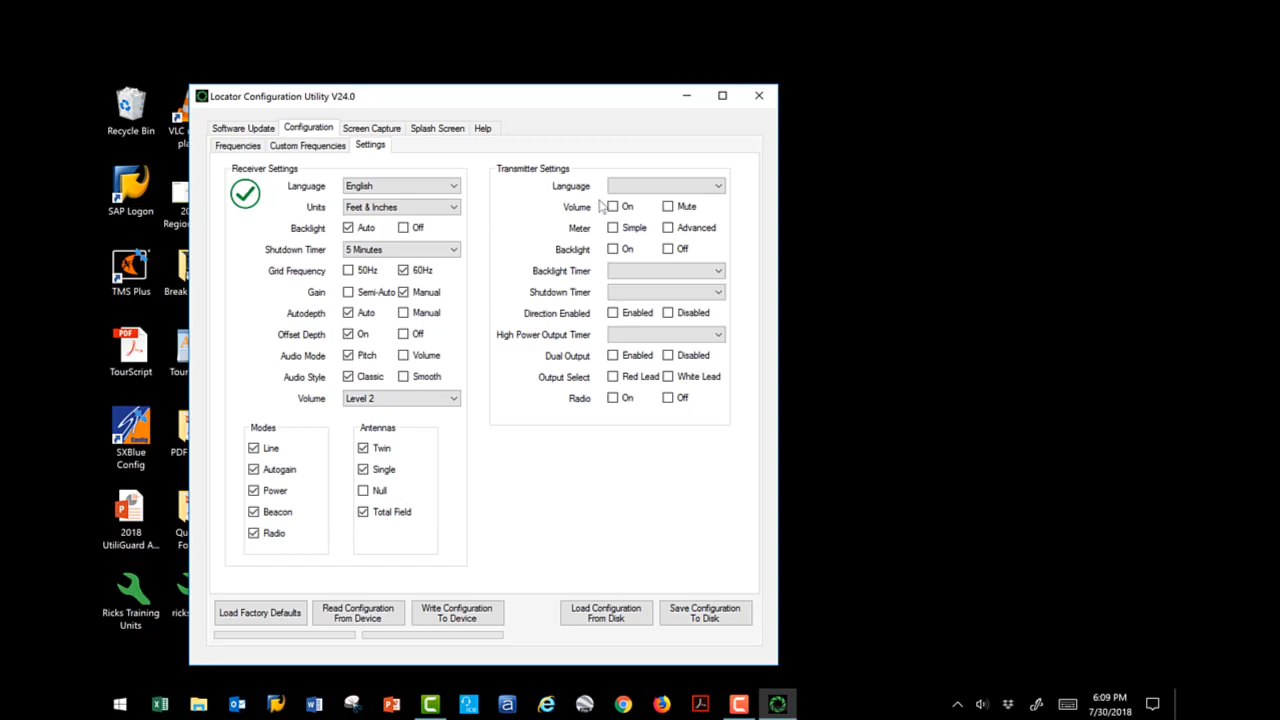 Locator Configuration Utility V24.0
Software Update Configuration Screen Capture Splash Screen Help
Frequencies Custom Frequencies Settings
Receiver Settings
Language English
Units Feet & Inches
Backlight Auto Off
Shutdown Timer 5 Minutes
Grid Frequency 50Hz 60Hz
Gain Semi-Auto Manual
Autodepth Auto Manual
Offset Depth On Off
Audio Mode Pitch Volume
Audio Style Classic Smooth
Volume Level 2
Modes
Line
Autogain
Power
Beacon
Radio
Antennas
Twin
Single
Null
Total Field
Transmitter Settings
Language
Volume On Mute
Meter Simple Advanced
Backlight On Off
Backlight Timer
Shutdown Timer
Direction Enabled Enabled Disabled
High Power Output Timer
Dual Output Enabled Disabled
Output Select Red Lead White Lead
Radio On Off
Load Factory Defaults
Read Configuration
From Device
Write Configuration
To Device
Load Configuration
From Disk
Save Configuration
To Disk
Recycle Bin
VLC
SAP Logon
TMS Plus
Break
PDF
TourScript
Tour
SXBlue
Config
PDF
2018
UtiliGuard A...
Ricks Training
Units
ricks
6:09 PM
7/30/2018